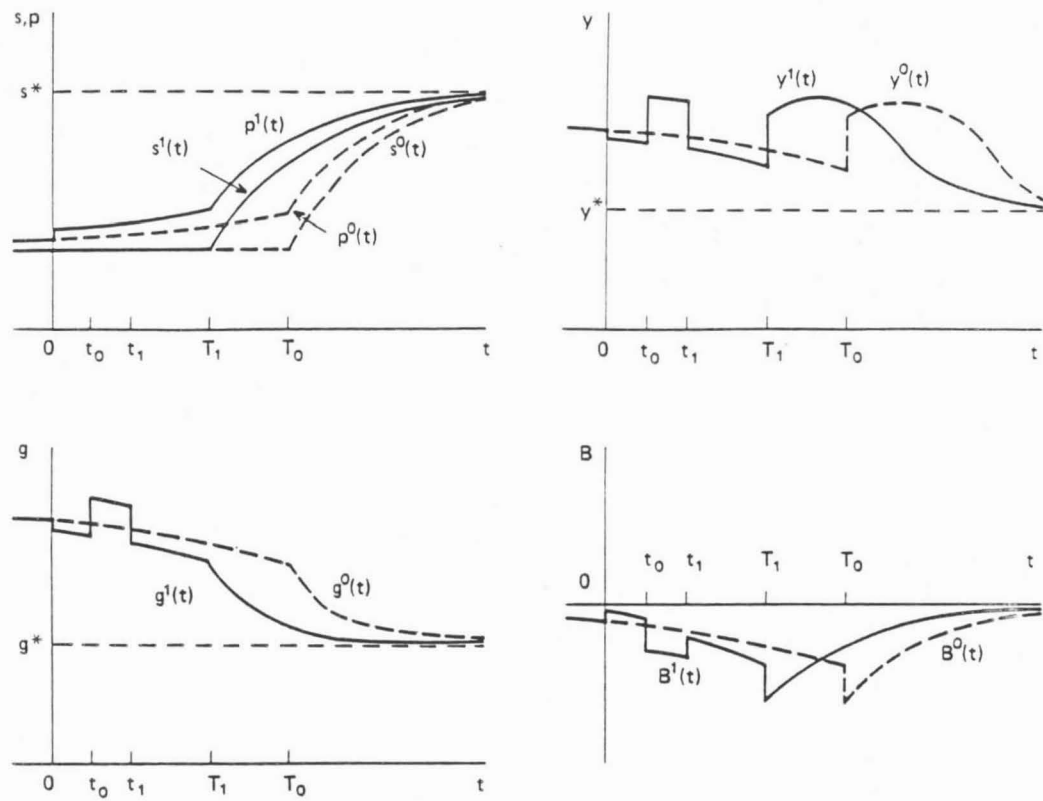 s,p
s*
p¹(t)
s¹(t)
s⁰(t)
p⁰(t)
0 t₀ t₁ T₁ T₀ t
y
y¹(t) y⁰(t)
y*
0 t₀ t₁ T₁ T₀ t
g
g¹(t)
g⁰(t)
g*
0 t₀ t₁ T₁ T₀ t
B
t₀ t₁ T₁ T₀ t
0
B¹(t)
B⁰(t)